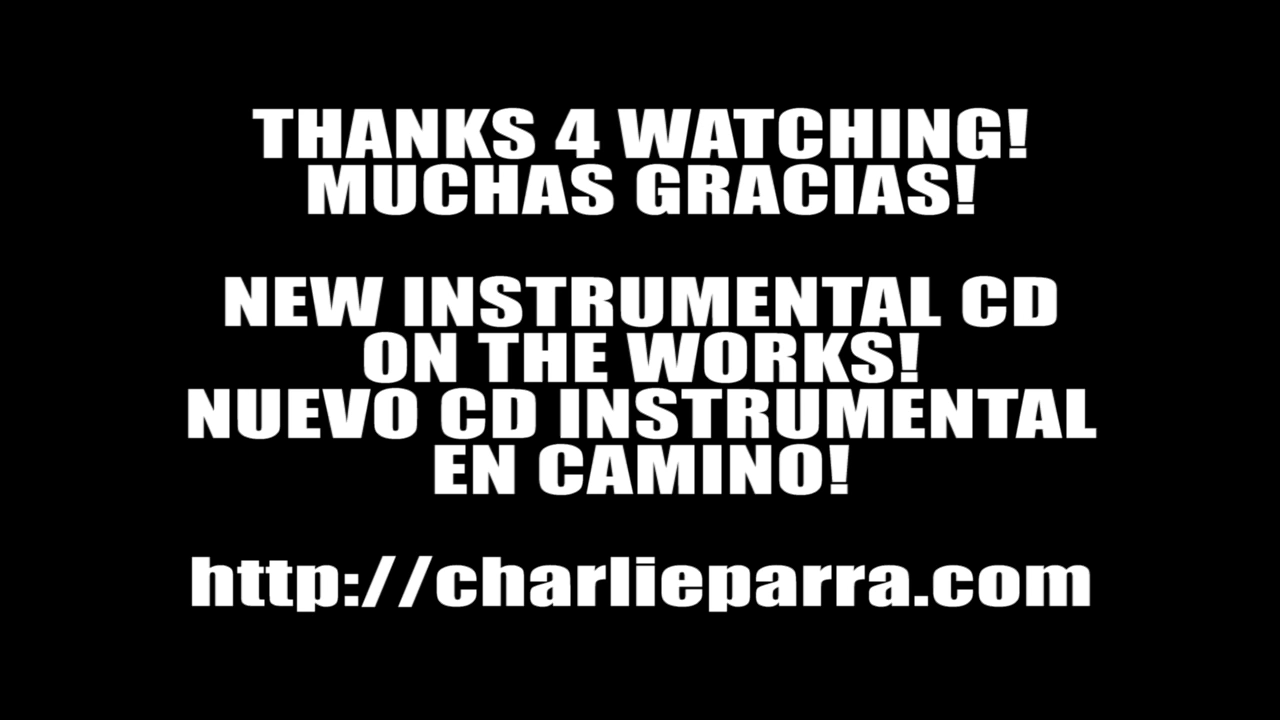 THANKS 4 WATCHING!
MUCHAS GRACIAS!
NEW INSTRUMENTAL CD
ON THE WORKS!
NUEVO CD INSTRUMENTAL
EN CAMINO!
http://charlieparra.com